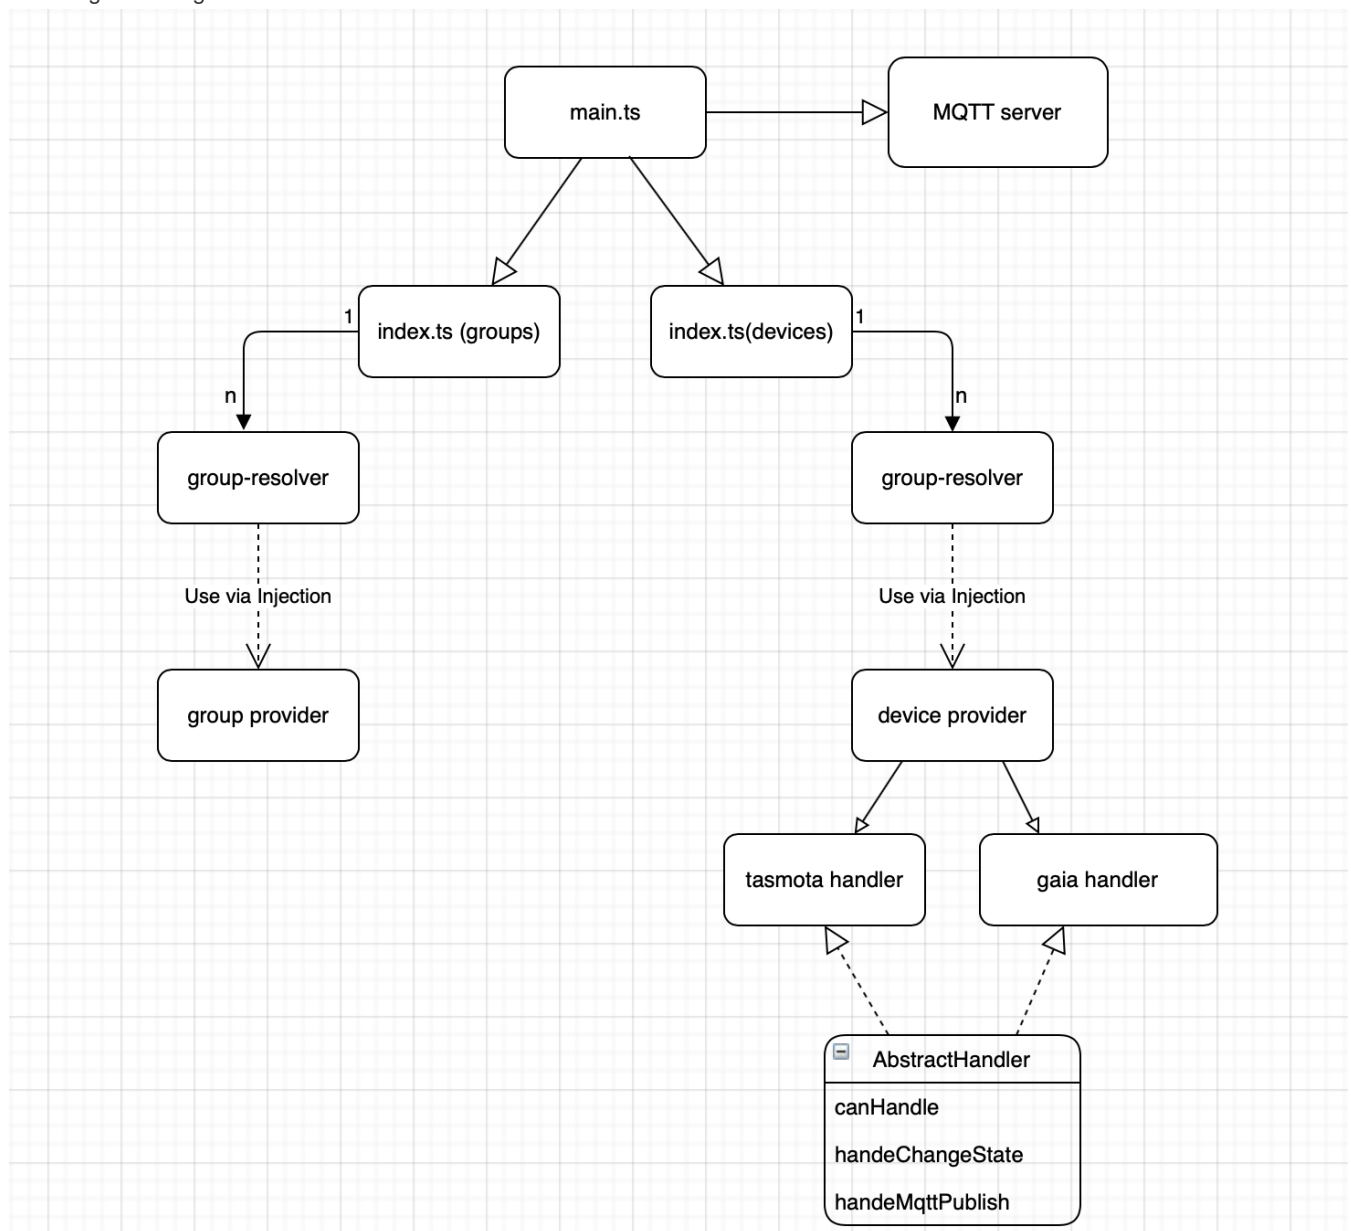 main.ts
MQTT server
index.ts (groups)
index.ts(devices)
1
1
n
n
group-resolver
group-resolver
Use via Injection
Use via Injection
group provider
device provider
tasmota handler
gaia handler
AbstractHandler
canHandle
handeChangeState
handeMqttPublish